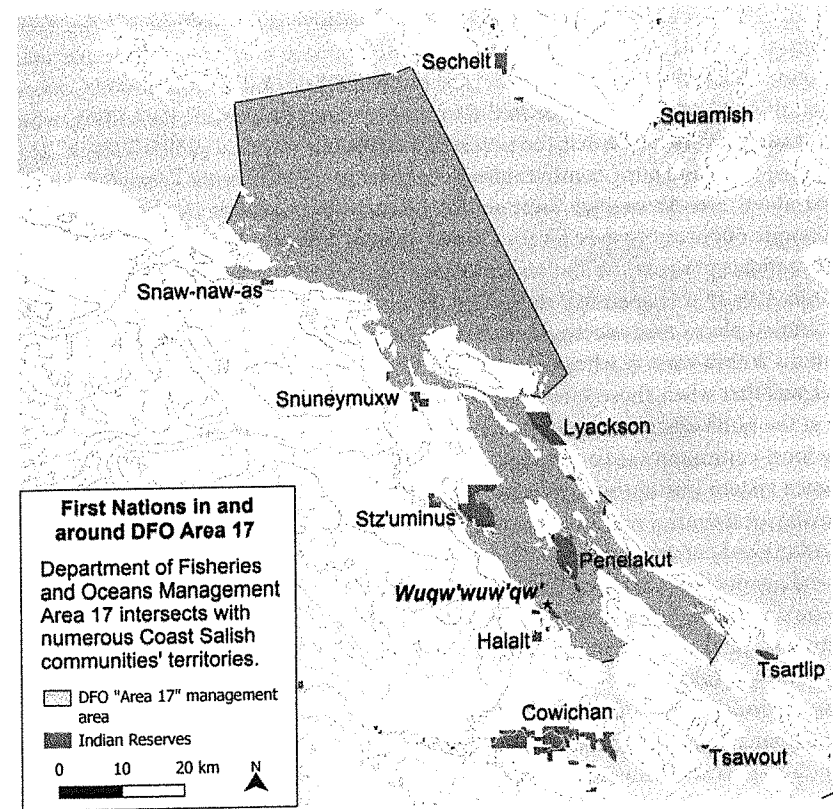 Sechelt
Squamish
Snaw-naw-as
Snuneymuxw
Lyackson
Stz'uminus
Penelakut
Wuqw'wuw'qw'
Halalt
Tsartlip
Cowichan
Tsawout
First Nations in and
around DFO Area 17
Department of Fisheries
and Oceans Management
Area 17 intersects with
numerous Coast Salish
communities' territories.
DFO "Area 17" management
area
Indian Reserves
0 10 20 km
N